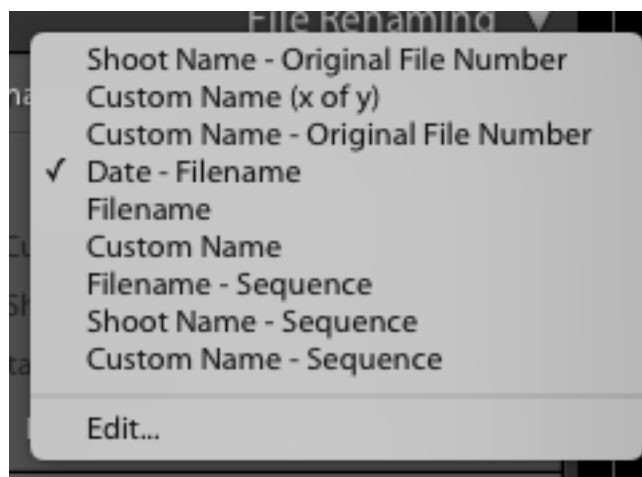 File Renaming
Shoot Name - Original File Number
Custom Name (x of y)
Custom Name - Original File Number
✓ Date - Filename
Filename
Custom Name
Filename - Sequence
Shoot Name - Sequence
Custom Name - Sequence
Edit...